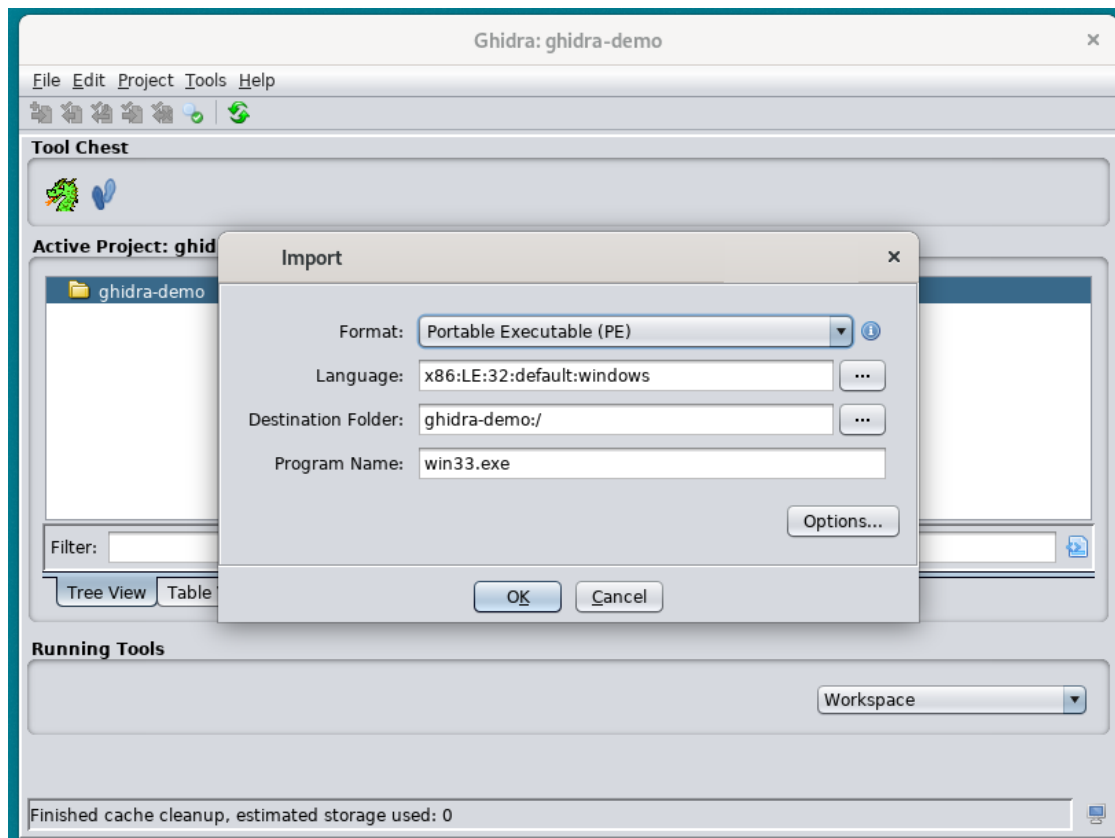 Ghidra: ghidra-demo
File Edit Project Tools Help
Tool Chest
Active Project: ghid
ghidra-demo
Import
Format: Portable Executable (PE)
Language: x86:LE:32:default:windows ...
Destination Folder: ghidra-demo:/ ...
Program Name: win33.exe
Options...
Filter:
OK Cancel
Tree View Table
Running Tools
Workspace
Finished cache cleanup, estimated storage used: 0